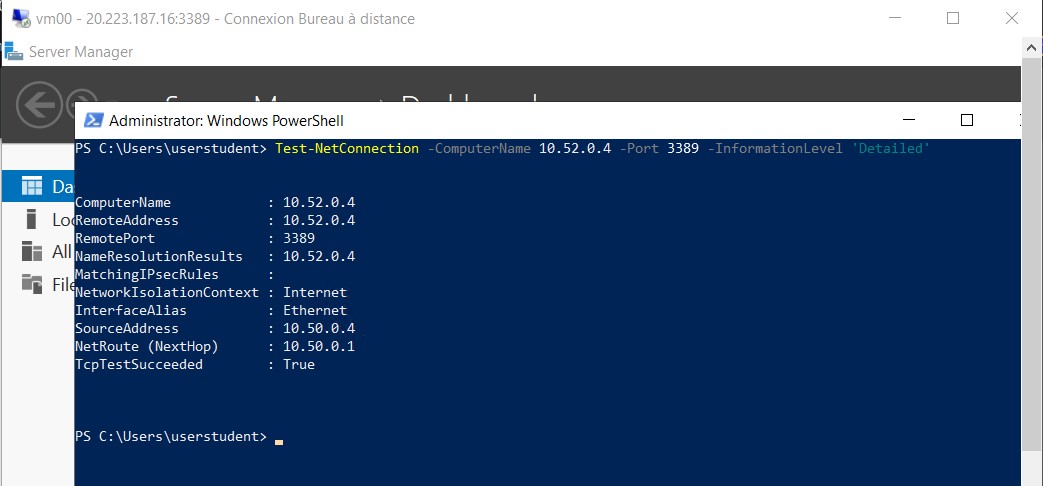 vm00 - 20.223.187.16:3389 - Connexion Bureau à distance
Server Manager
Administrator: Windows PowerShell
PS C:\Users\userstudent> Test-NetConnection -ComputerName 10.52.0.4 -Port 3389 -InformationLevel 'Detailed'
Da
Loc
All
File
ComputerName : 10.52.0.4
RemoteAddress : 10.52.0.4
RemotePort : 3389
NameResolutionResults : 10.52.0.4
MatchingIPsecRules :
NetworkIsolationContext : Internet
InterfaceAlias : Ethernet
SourceAddress : 10.50.0.4
NetRoute (NextHop) : 10.50.0.1
TcpTestSucceeded : True
PS C:\Users\userstudent>